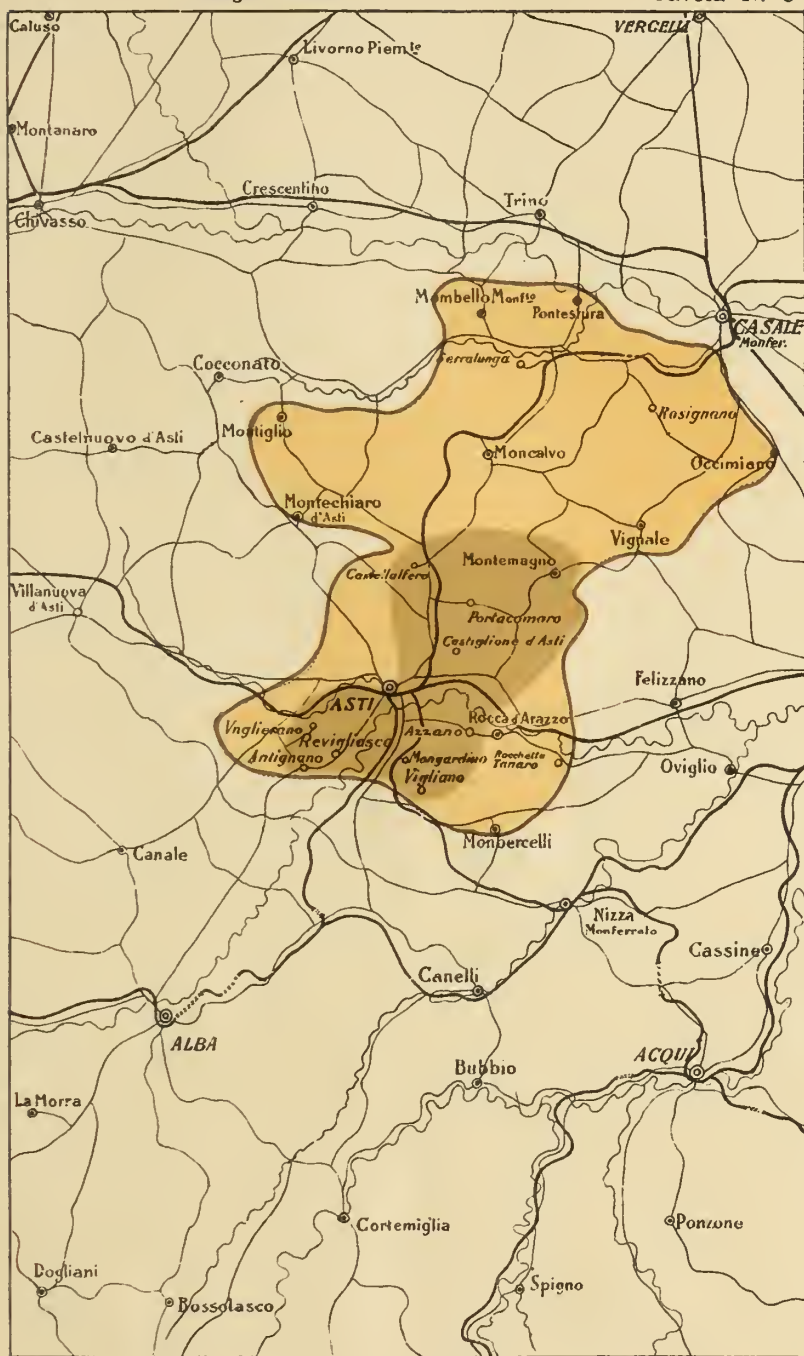 Caluso
VERCELLI
Livorno Piem.te
Montanaro
Crescentino
Trino
Chivasso
Mombello Monf.to
Pontestura
CASALE
Monfer.
Serralunga
Cocconato
Rosignano
Montiglio
Castelnuovo d'Asti
Moncalvo
Occimiano
Montechiaro
d'Asti
Vignale
Castell'alfero
Montemagno
Villanuova
d'Asti
Portacomaro
Castiglione d'Asti
Felizzano
ASTI
Rocca d'Arazzo
Azzano
Vaglierano
Revigliasco
Antignano
Mongardino
Rocchetta
Tanaro
Vigliano
Oviglio
Monbercelli
Canale
Nizza
Monferrato
Cassine
Canelli
ALBA
ACQUI
Bubbio
La Morra
Cortemiglia
Ponzone
Dogliani
Spigno
Bossolasco